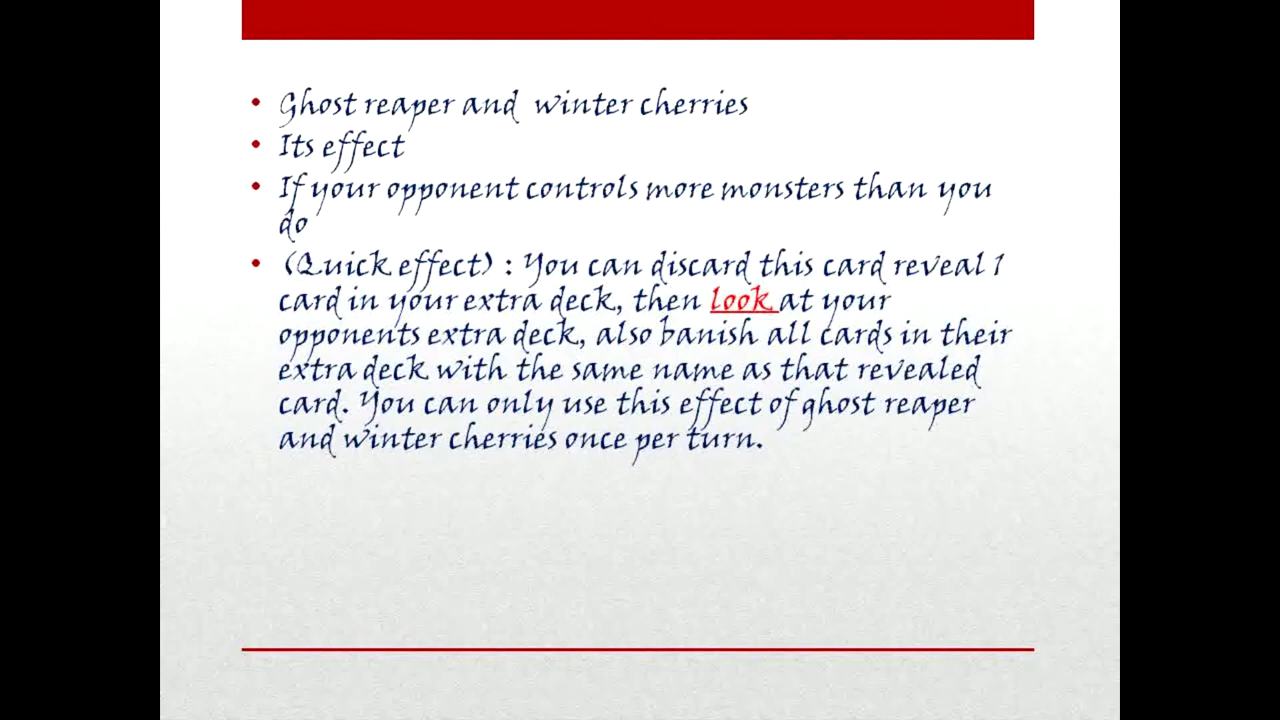 • Ghost reaper and winter cherries
• Its effect
• If your opponent controls more monsters than you
do
• (Quick effect) : You can discard this card reveal 1
card in your extra deck, then look at your
opponents extra deck, also banish all cards in their
extra deck with the same name as that revealed
card. You can only use this effect of ghost reaper
and winter cherries once per turn.